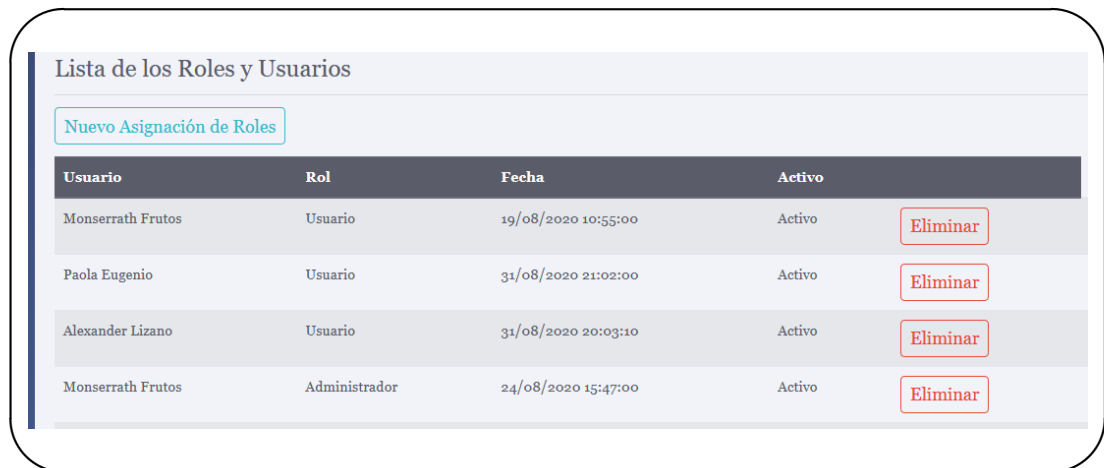 Lista de los Roles y Usuarios
Nuevo Asignación de Roles
Usuario Rol Fecha Activo
Monserrath Frutos Usuario 19/08/2020 10:55:00 Activo Eliminar
Paola Eugenio Usuario 31/08/2020 21:02:00 Activo Eliminar
Alexander Lizano Usuario 31/08/2020 20:03:10 Activo Eliminar
Monserrath Frutos Administrador 24/08/2020 15:47:00 Activo Eliminar